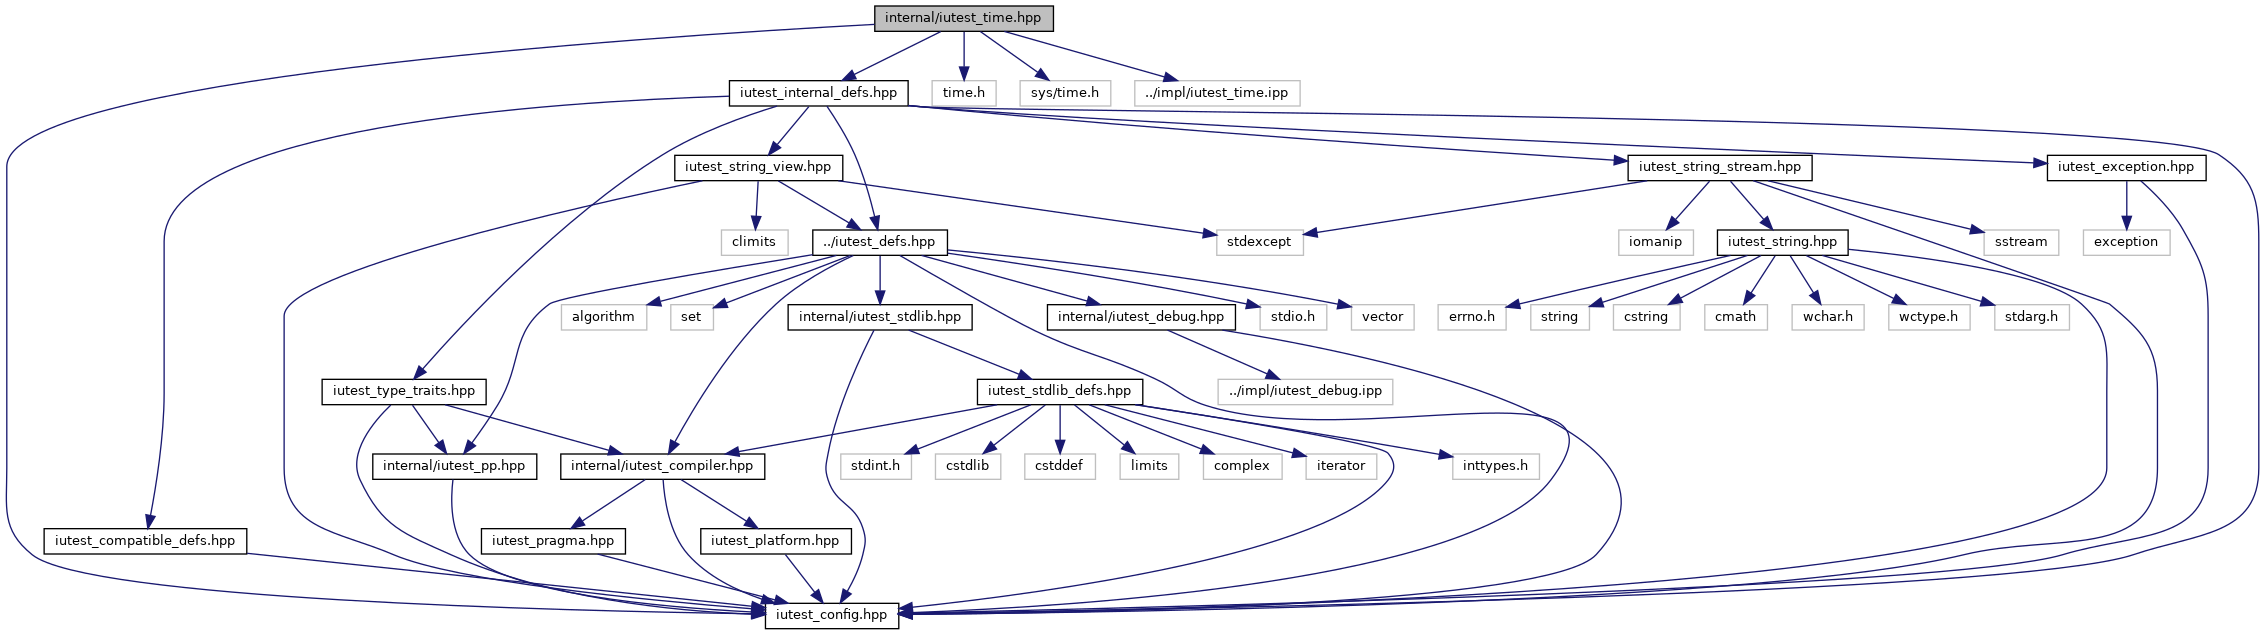 internal/iutest_time.hpp
iutest_internal_defs.hpp
time.h
sys/time.h
../impl/iutest_time.ipp
iutest_string_view.hpp
iutest_string_stream.hpp
iutest_exception.hpp
climits
../iutest_defs.hpp
stdexcept
iomanip
iutest_string.hpp
sstream
exception
algorithm
set
internal/iutest_stdlib.hpp
internal/iutest_debug.hpp
stdio.h
vector
errno.h
string
cstring
cmath
wchar.h
wctype.h
stdarg.h
iutest_type_traits.hpp
iutest_stdlib_defs.hpp
../impl/iutest_debug.ipp
internal/iutest_pp.hpp
internal/iutest_compiler.hpp
stdint.h
cstdlib
cstddef
limits
complex
iterator
inttypes.h
iutest_compatible_defs.hpp
iutest_pragma.hpp
iutest_platform.hpp
iutest_config.hpp